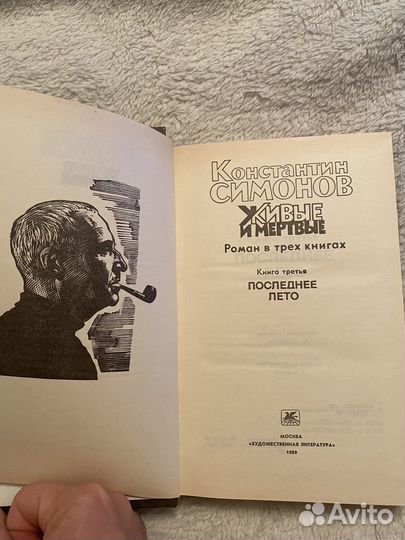 Константин
СИМОНОВ
ЖИВЫЕ
И МЕРТВЫЕ
Роман в трех книгах
Книга третья
ПОСЛЕДНЕЕ
ЛЕТО
МОСКВА
«ХУДОЖЕСТВЕННАЯ ЛИТЕРАТУРА»
1989
Avito